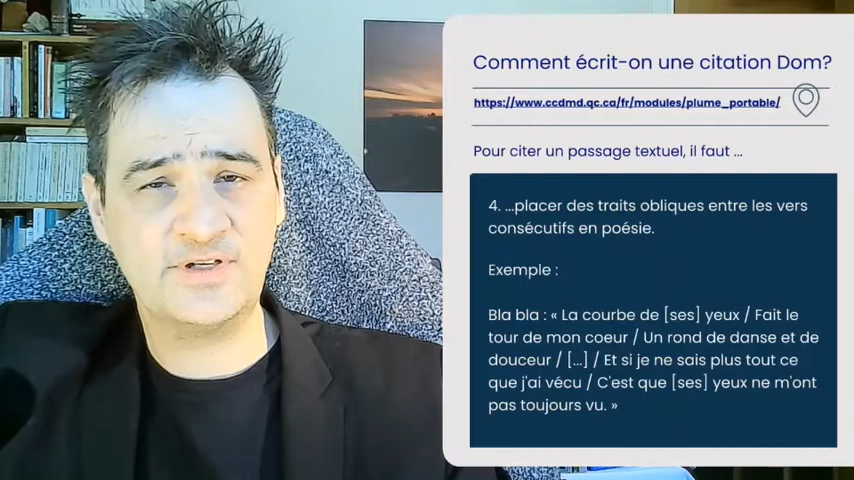 Comment écrit-on une citation Dom?
https://www.ccdmd.qc.ca/fr/modules/plume_portable/
Pour citer un passage textuel, il faut ...
4. ...placer des traits obliques entre les vers
consécutifs en poésie.
Exemple :
Bla bla : « La courbe de [ses] yeux / Fait le
tour de mon coeur / Un rond de danse et de
douceur / [...] / Et si je ne sais plus tout ce
que j'ai vécu / C'est que [ses] yeux ne m'ont
pas toujours vu. »